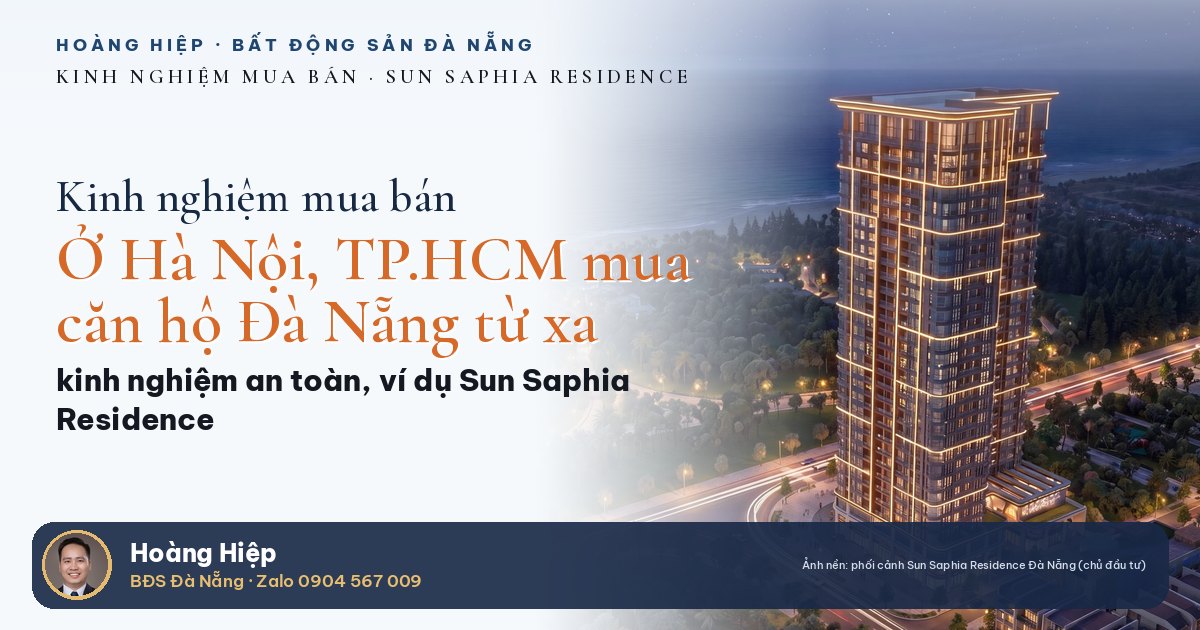 HOÀNG HIỆP · BẤT ĐỘNG SẢN ĐÀ NẴNG
KINH NGHIỆM MUA BÁN · SUN SAPHIA RESIDENCE
Kinh nghiệm mua bán
Ở Hà Nội, TP.HCM mua
căn hộ Đà Nẵng từ xa
kinh nghiệm an toàn, ví dụ Sun Saphia
Residence
Hoàng Hiệp
BĐS Đà Nẵng · Zalo 0904 567 009
Ảnh nền: phối cảnh Sun Saphia Residence Đà Nẵng (chủ đầu tư)